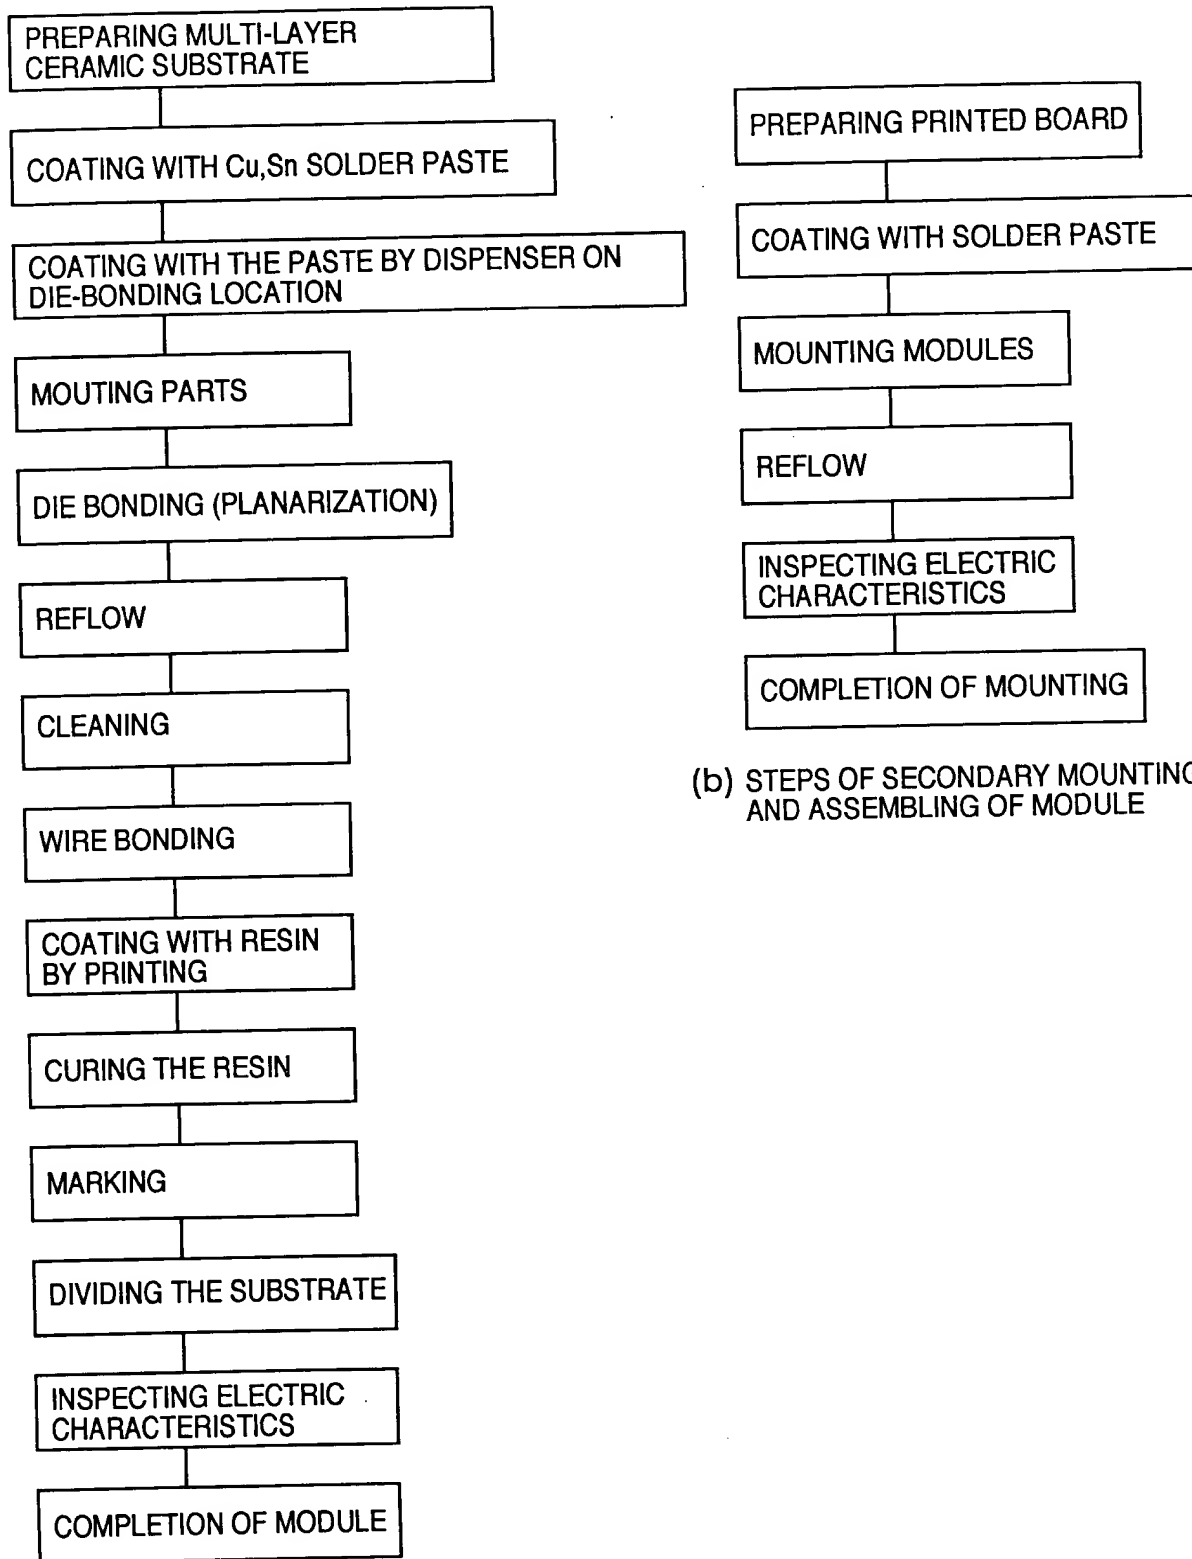 PREPARING MULTI-LAYER
CERAMIC SUBSTRATE
COATING WITH Cu,Sn SOLDER PASTE
COATING WITH THE PASTE BY DISPENSER ON
DIE-BONDING LOCATION
MOUTING PARTS
DIE BONDING (PLANARIZATION)
REFLOW
CLEANING
WIRE BONDING
COATING WITH RESIN
BY PRINTING
CURING THE RESIN
MARKING
DIVIDING THE SUBSTRATE
INSPECTING ELECTRIC
CHARACTERISTICS
COMPLETION OF MODULE
PREPARING PRINTED BOARD
COATING WITH SOLDER PASTE
MOUNTING MODULES
REFLOW
INSPECTING ELECTRIC
CHARACTERISTICS
COMPLETION OF MOUNTING
(b) STEPS OF SECONDARY MOUNTING
AND ASSEMBLING OF MODULE